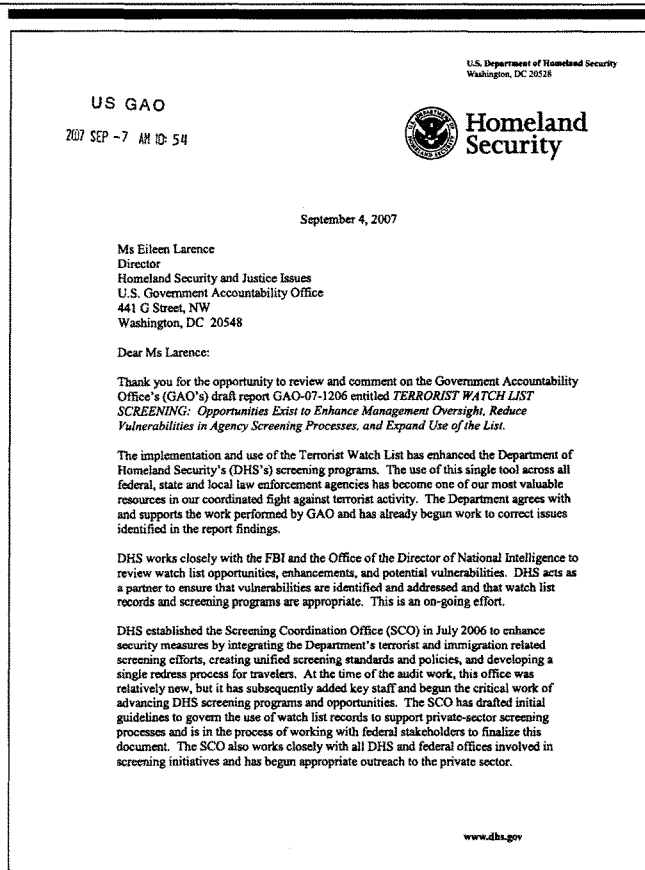 U.S. Department of Homeland Security
Washington, DC 20528
US GAO
2007 SEP -7 AM 10: 54
Homeland
Security
September 4, 2007
Ms Eileen Larence
Director
Homeland Security and Justice Issues
U.S. Government Accountability Office
441 G Street, NW
Washington, DC 20548
Dear Ms Larence:
Thank you for the opportunity to review and comment on the Government Accountability
Office's (GAO's) draft report GAO-07-1206 entitled TERRORIST WATCH LIST
SCREENING: Opportunities Exist to Enhance Management Oversight, Reduce
Vulnerabilities in Agency Screening Processes, and Expand Use of the List.
The implementation and use of the Terrorist Watch List has enhanced the Department of
Homeland Security's (DHS's) screening programs. The use of this single tool across all
federal, state and local law enforcement agencies has become one of our most valuable
resources in our coordinated fight against terrorist activity. The Department agrees with
and supports the work performed by GAO and has already begun work to correct issues
identified in the report findings.
DHS works closely with the FBI and the Office of the Director of National Intelligence to
review watch list opportunities, enhancements, and potential vulnerabilities. DHS acts as
a partner to ensure that vulnerabilities are identified and addressed and that watch list
records and screening programs are appropriate. This is an on-going effort.
DHS established the Screening Coordination Office (SCO) in July 2006 to enhance
security measures by integrating the Department's terrorist and immigration related
screening efforts, creating unified screening standards and policies, and developing a
single redress process for travelers. At the time of the audit work, this office was
relatively new, but it has subsequently added key staff and begun the critical work of
advancing DHS screening programs and opportunities. The SCO has drafted initial
guidelines to govern the use of watch list records to support private-sector screening
processes and is in the process of working with federal stakeholders to finalize this
document. The SCO also works closely with all DHS and federal offices involved in
screening initiatives and has begun appropriate outreach to the private sector.
www.dhs.gov